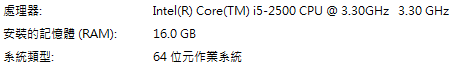 處理器: Intel(R) Core(TM) i5-2500 CPU @ 3.30GHz 3.30 GHz
安裝的記憶體 (RAM): 16.0 GB
系統類型: 64 位元作業系統